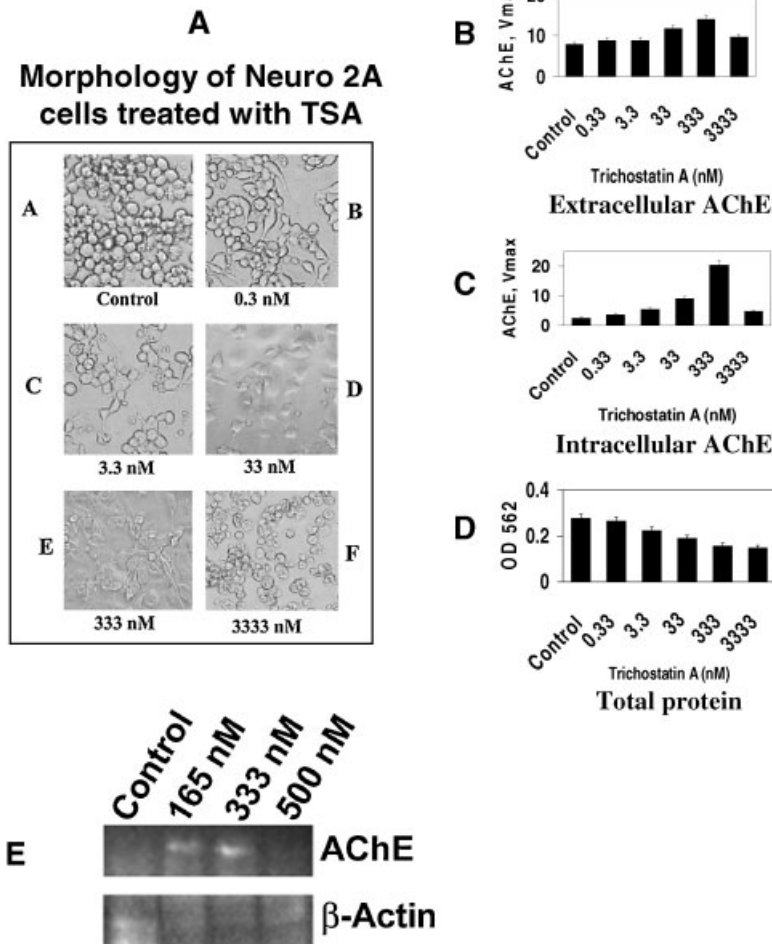 A
Morphology of Neuro 2A
cells treated with TSA
A
B
Control
0.3 nM
C
D
3.3 nM
33 nM
E
F
333 nM
3333 nM
B
AChE, Vm
10
0
Control 0.33 3.3 33 333 3333
Trichostatin A (nM)
Extracellular AChE
C
AChE, Vmax
20
10
0
Control 0.33 3.3 33 333 3333
Trichostatin A (nM)
Intracellular AChE
D
OD 562
0.4
0.2
0
Control 0.33 3.3 33 333 3333
Trichostatin A (nM)
Total protein
E
Control 165 nM 333 nM 500 nM
AChE
β-Actin